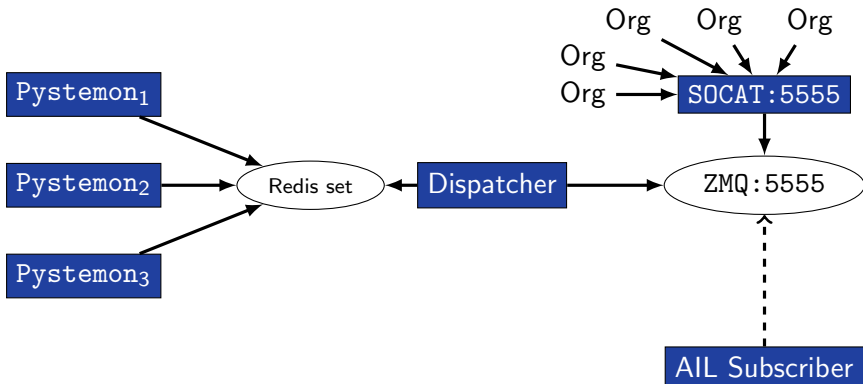 Org Org Org
Org
Org
SOCAT:5555
Pystemon1
Pystemon2
Redis set
Dispatcher
ZMQ:5555
Pystemon3
AIL Subscriber